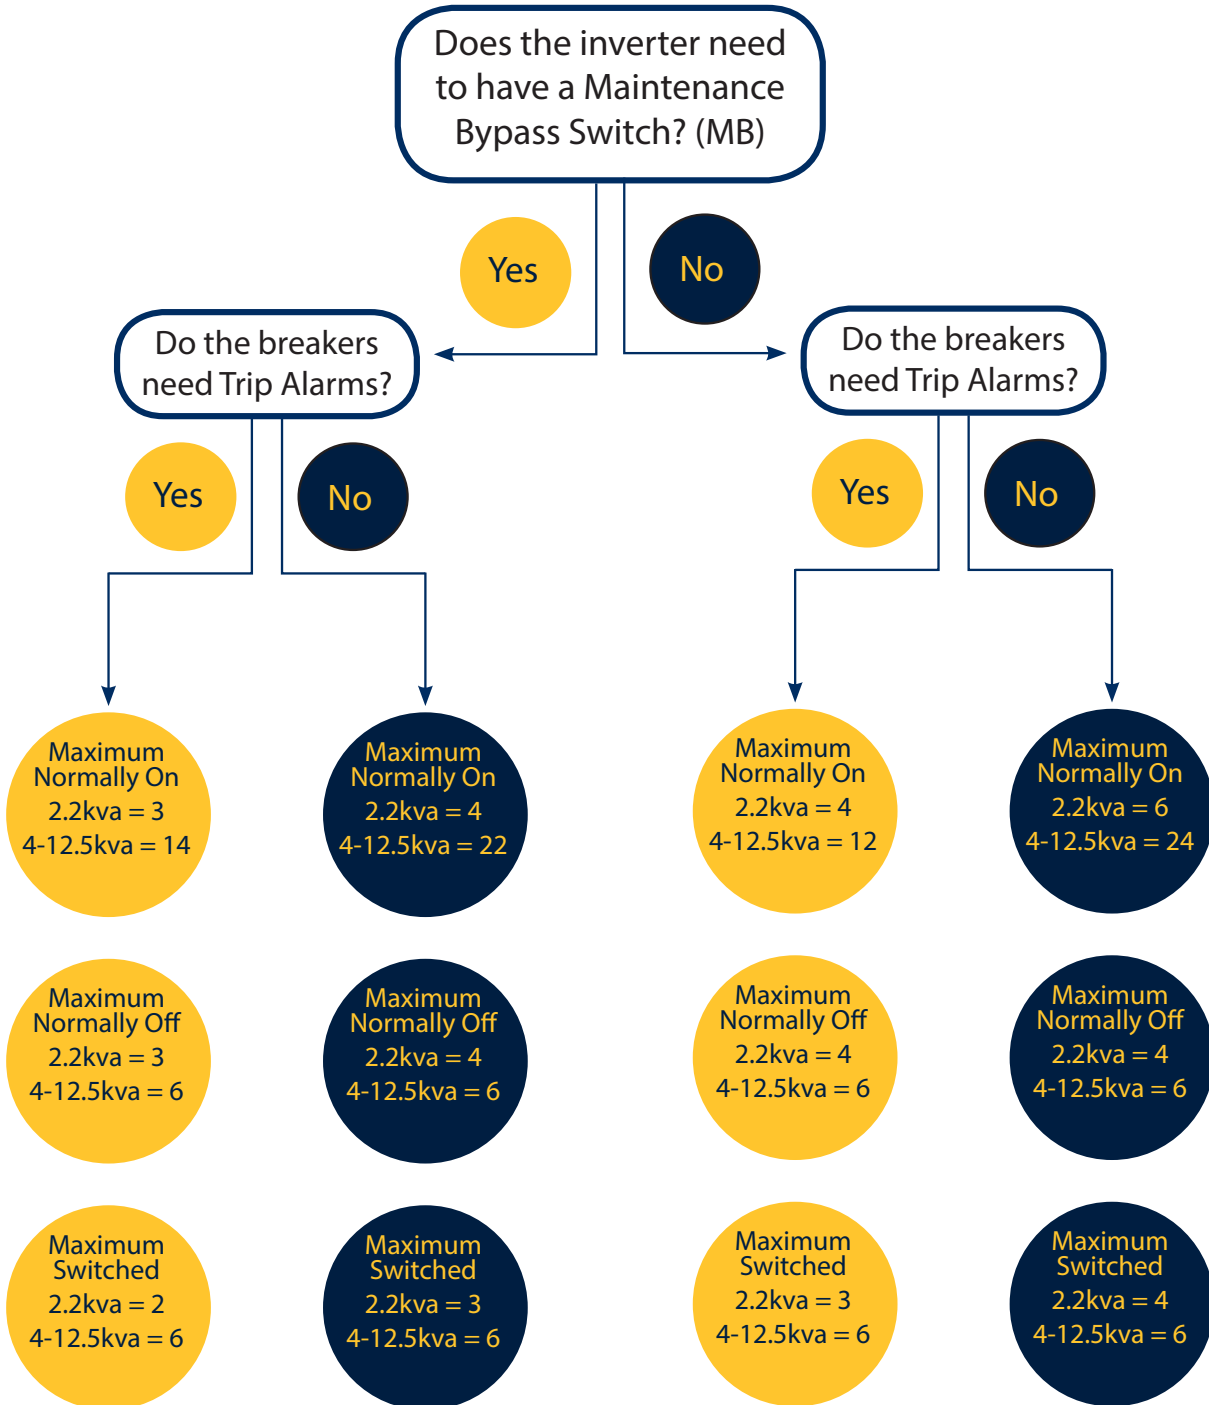 Does the inverter need
to have a Maintenance
Bypass Switch? (MB)
Yes
No
Do the breakers
need Trip Alarms?
Do the breakers
need Trip Alarms?
Yes
No
Yes
No
Maximum
Normally On
2.2kva = 3
4-12.5kva = 14
Maximum
Normally On
2.2kva = 4
4-12.5kva = 22
Maximum
Normally On
2.2kva = 4
4-12.5kva = 12
Maximum
Normally On
2.2kva = 6
4-12.5kva = 24
Maximum
Normally Off
2.2kva = 3
4-12.5kva = 6
Maximum
Normally Off
2.2kva = 4
4-12.5kva = 6
Maximum
Normally Off
2.2kva = 4
4-12.5kva = 6
Maximum
Normally Off
2.2kva = 4
4-12.5kva = 6
Maximum
Switched
2.2kva = 2
4-12.5kva = 6
Maximum
Switched
2.2kva = 3
4-12.5kva = 6
Maximum
Switched
2.2kva = 3
4-12.5kva = 6
Maximum
Switched
2.2kva = 4
4-12.5kva = 6